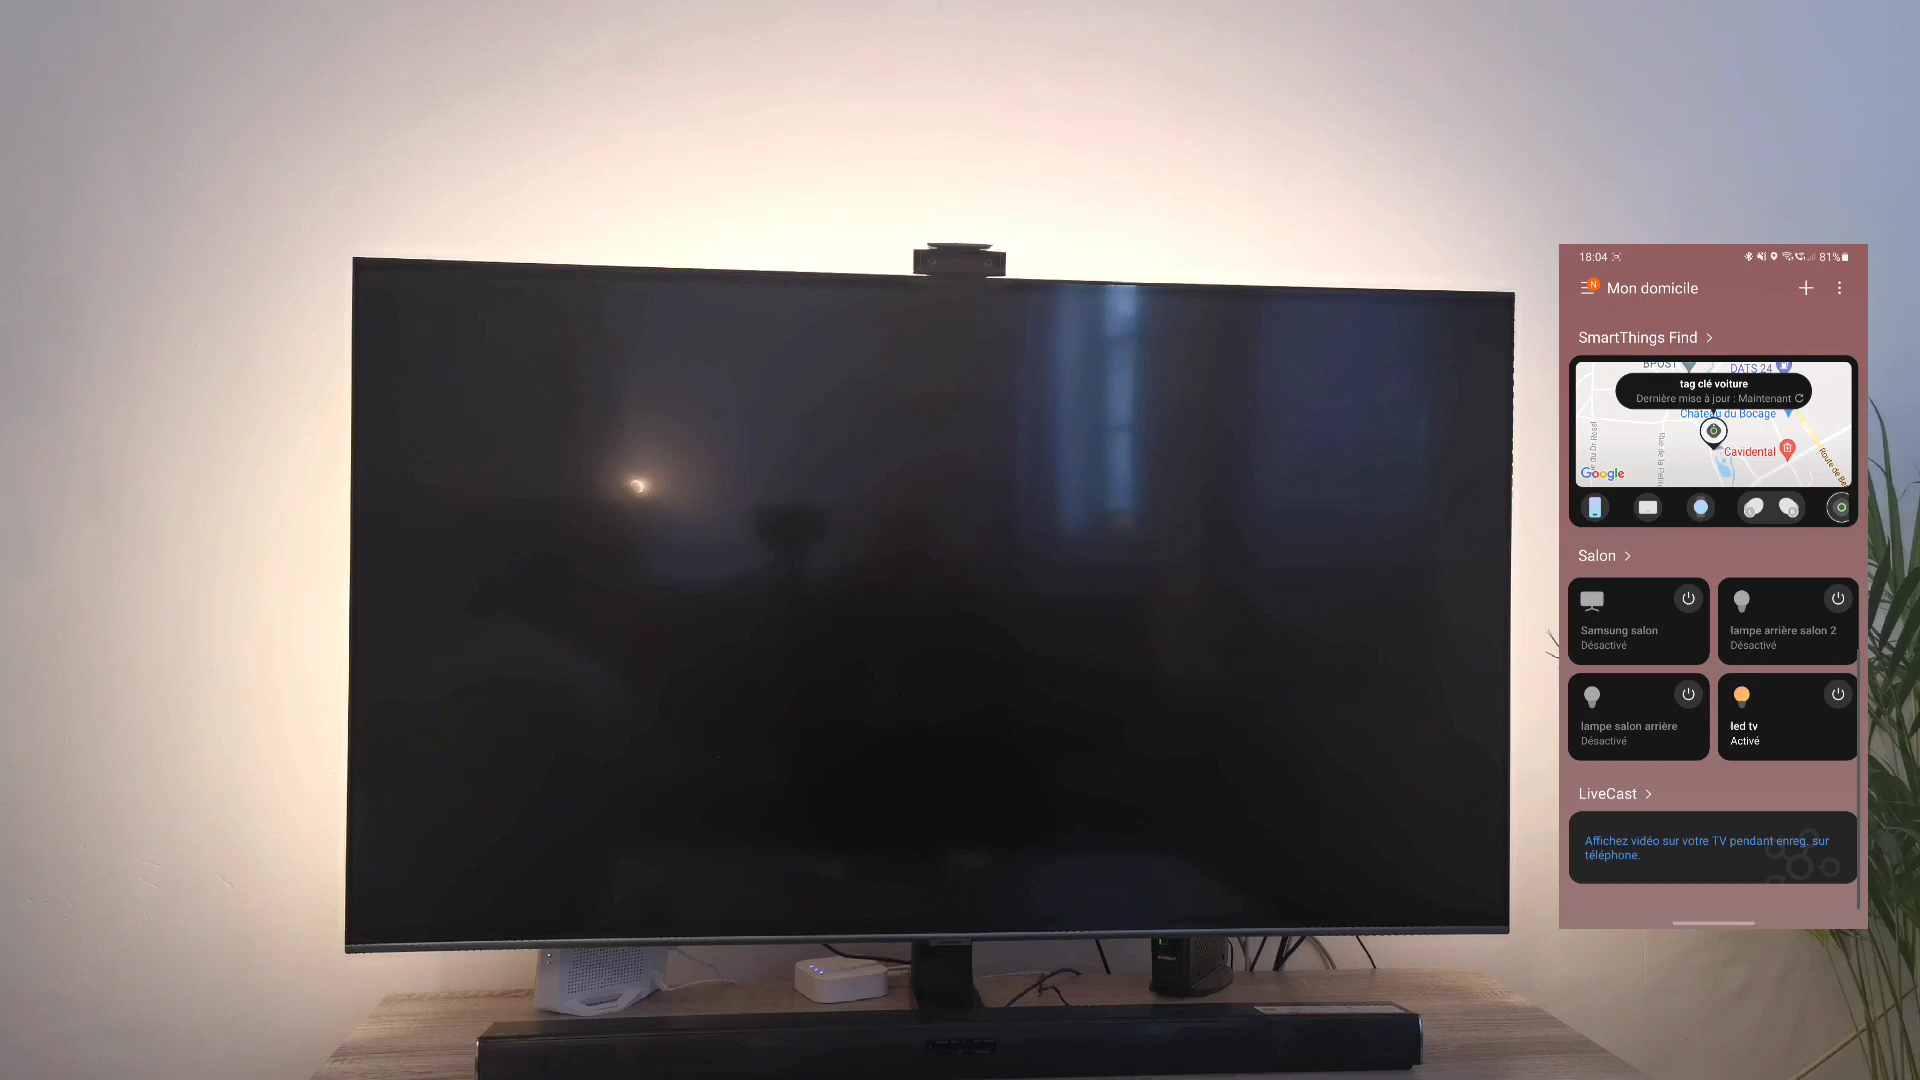 18:04
81%
N
Mon domicile
SmartThings Find
BPOST
DATS 24
tag clé voiture
Dernière mise à jour : Maintenant
Château du Bocage
Cavidental
Google
Salon
Samsung salon
Désactivé
lampe arrière salon 2
Désactivé
lampe salon arrière
Désactivé
led tv
Activé
LiveCast
Affichez vidéo sur votre TV pendant enreg. sur
téléphone.